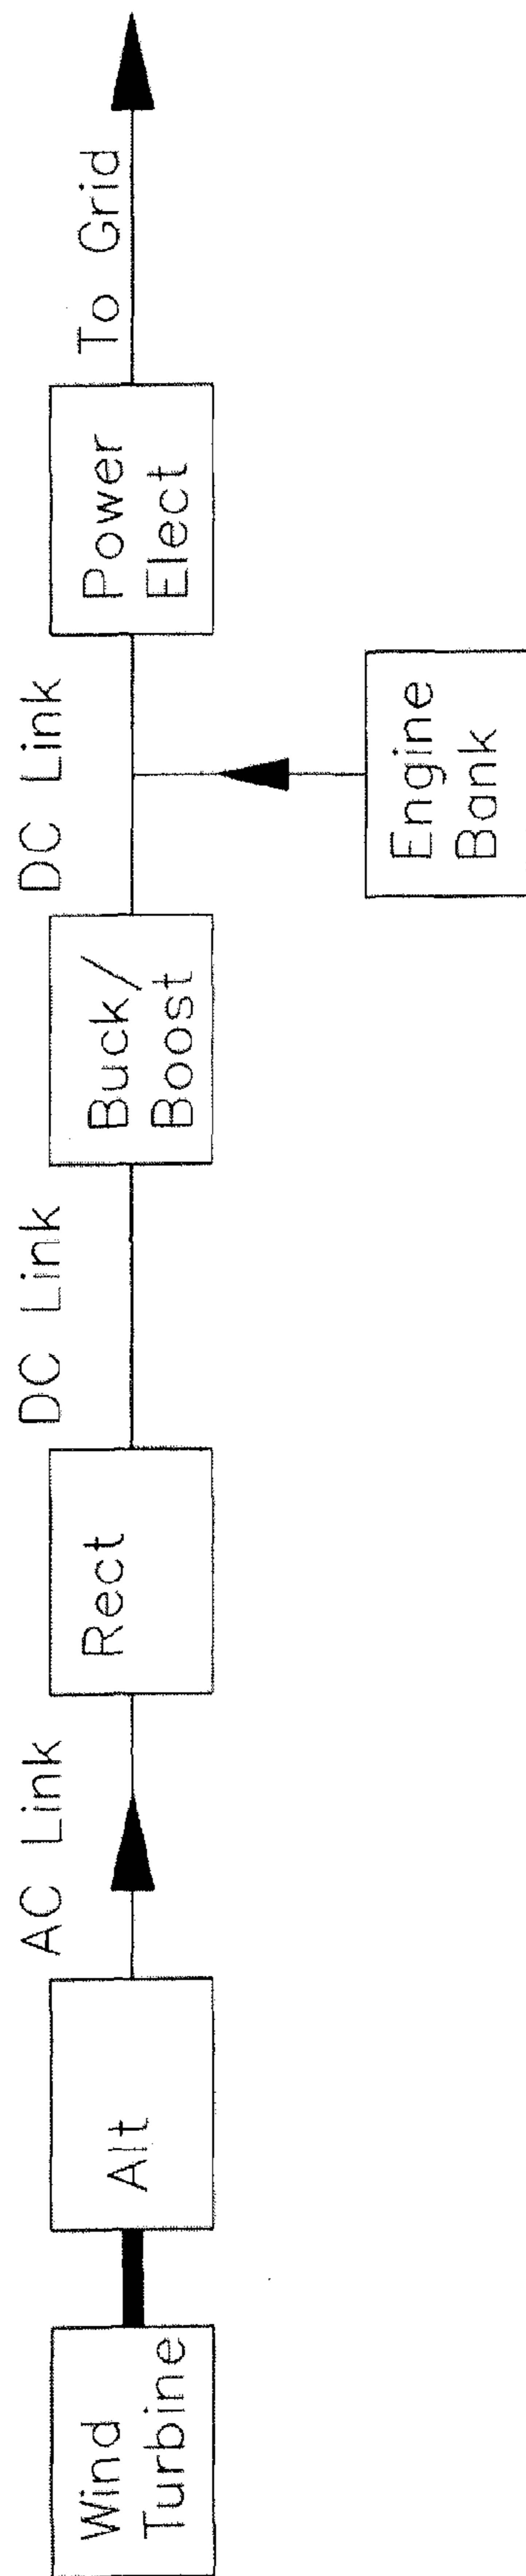 Wind
Turbine
Alt
AC Link
Rect
DC Link
Buck/
Boost
DC Link
Engine
Bank
Power
Elect
To Grid